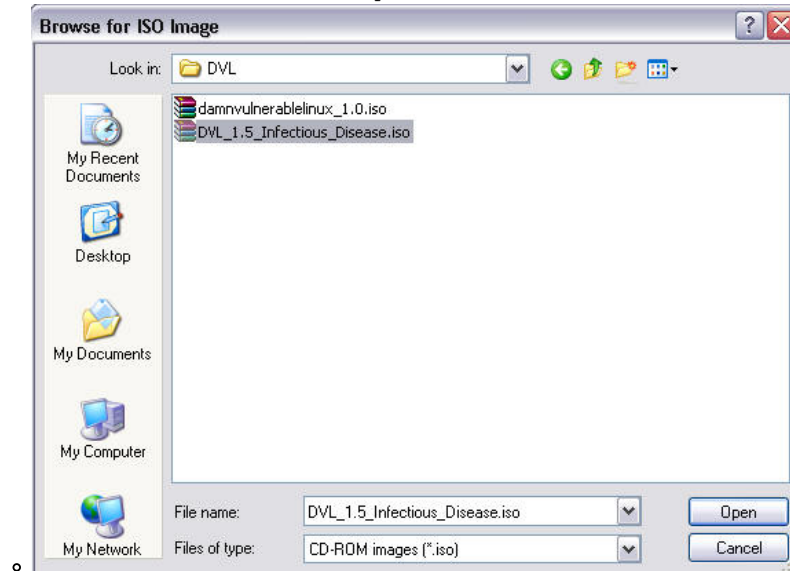 Browse for ISO Image
Look in:
DVL
damnvulnerablelinux_1.0.iso
DVL_1.5_Infectious_Disease.iso
My Recent
Documents
Desktop
My Documents
My Computer
My Network
File name:
DVL_1.5_Infectious_Disease.iso
Open
Files of type:
CD-ROM images (*.iso)
Cancel